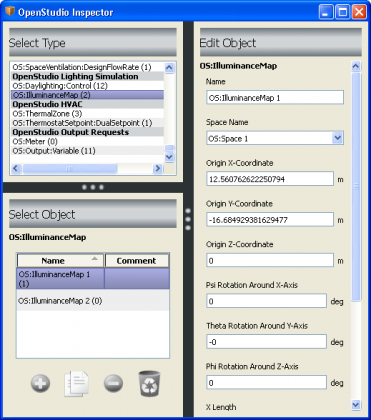 OpenStudio Inspector
Select Type
OS:SpaceVentilation:DesignFlowRate (1)
OpenStudio Lighting Simulation
OS:Daylighting:Control (12)
OS:IlluminanceMap (2)
OpenStudio HVAC
OS:ThermalZone (3)
OS:ThermostatSetpoint:DualSetpoint (1)
OpenStudio Output Requests
OS:Meter (0)
OS:Output:Variable (11)
Select Object
OS:IlluminanceMap
Name Comment
OS:IlluminanceMap 1
(1)
OS:IlluminanceMap 2 (0)
Edit Object
OS:IlluminanceMap
Name
OS:IlluminanceMap 1
Space Name
OS:Space 1
Origin X-Coordinate
12.560762622250794 m
Origin Y-Coordinate
-16.684929381629477 m
Origin Z-Coordinate
0 m
Psi Rotation Around X-Axis
0 deg
Theta Rotation Around Y-Axis
-0 deg
Phi Rotation Around Z-Axis
0 deg
X Length